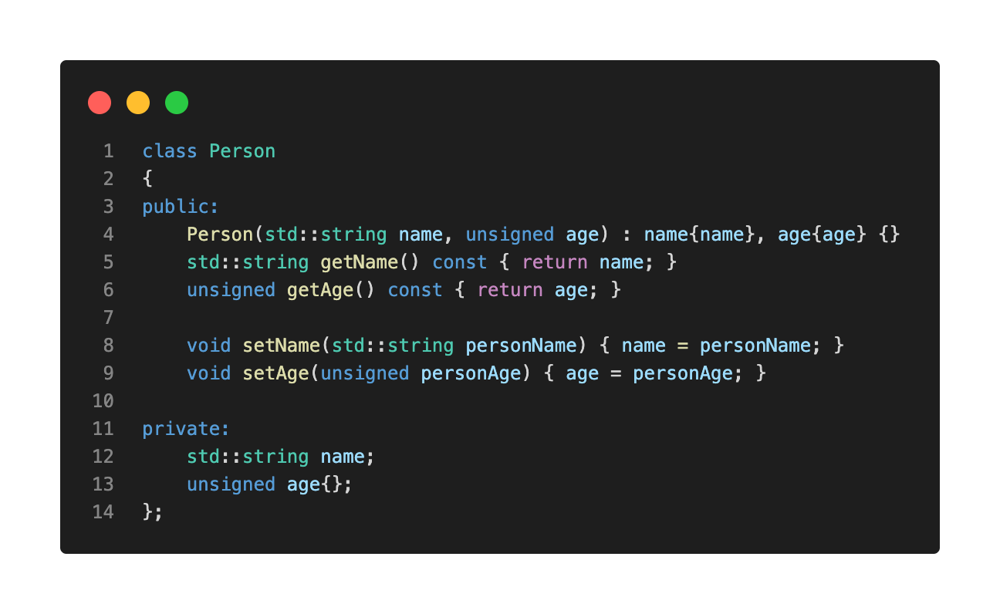 1 class Person
2 {
3 public:
4     Person(std::string name, unsigned age) : name{name}, age{age} {}
5     std::string getName() const { return name; }
6     unsigned getAge() const { return age; }
7
8     void setName(std::string personName) { name = personName; }
9     void setAge(unsigned personAge) { age = personAge; }
10
11 private:
12     std::string name;
13     unsigned age{};
14 };